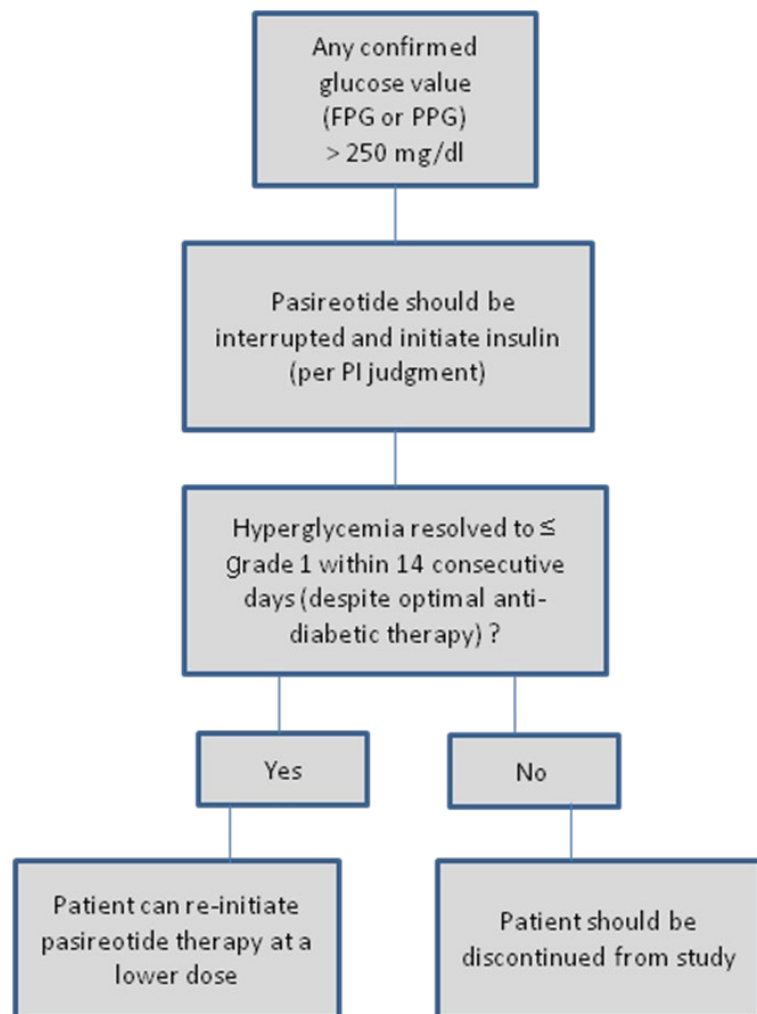 Any confirmed
glucose value
(FPG or PPG)
> 250 mg/dl
Pasireotide should be
interrupted and initiate insulin
(per PI judgment)
Hyperglycemia resolved to ≤
grade 1 within 14 consecutive
days (despite optimal anti-
diabetic therapy) ?
Yes
No
Patient can re-initiate
pasireotide therapy at a
lower dose
Patient should be
discontinued from study